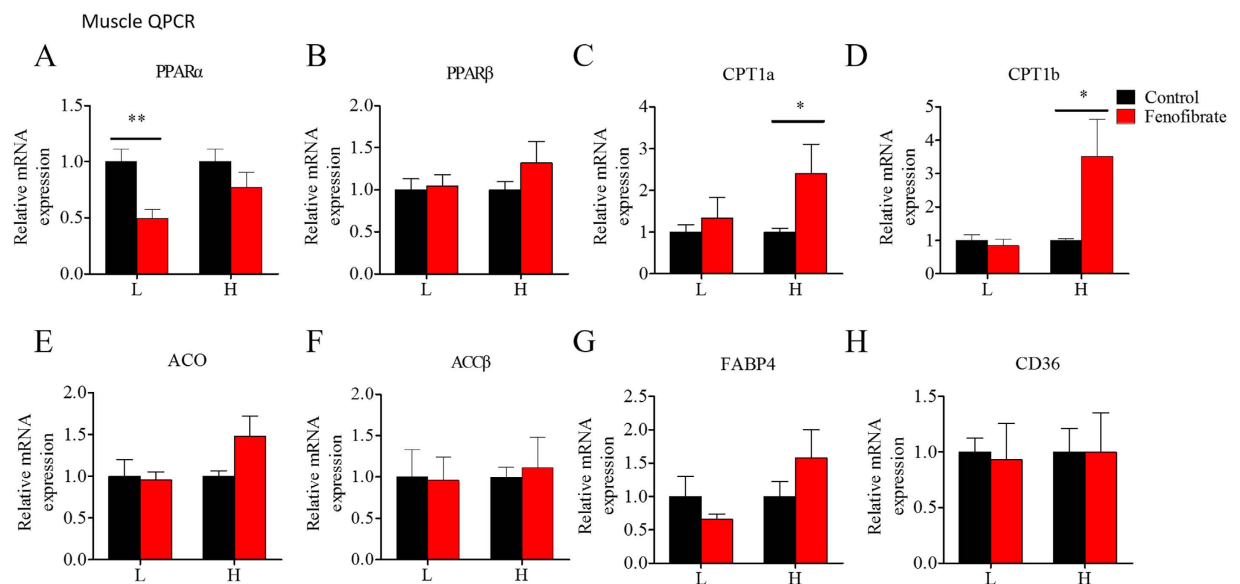 Muscle QPCR
A
PPARα
Relative mRNA
expression
1.5
1.0
0.5
0.0
**
L
H
B
PPARβ
Relative mRNA
expression
2.0
1.5
1.0
0.5
0.0
L
H
C
CPT1a
Relative mRNA
expression
4
3
2
1
0
*
L
H
D
CPT1b
Relative mRNA
expression
5
4
3
2
1
0
*
L
H
Control
Fenofibrate
E
ACO
Relative mRNA
expression
2.0
1.5
1.0
0.5
0.0
L
H
F
ACCβ
Relative mRNA
expression
2.0
1.5
1.0
0.5
0.0
L
H
G
FABP4
Relative mRNA
expression
2.5
2.0
1.5
1.0
0.5
0.0
L
H
H
CD36
Relative mRNA
expression
1.5
1.0
0.5
0.0
L
H